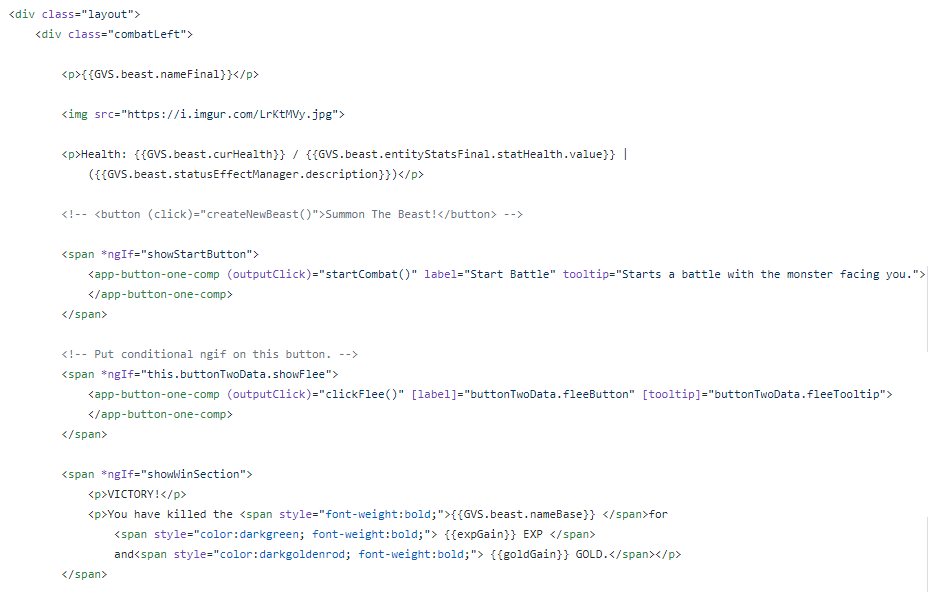 <div class="layout">
<div class="combatLeft">
<p>{{GVS.beast.nameFinal}}</p>
<img src="https://i.imgur.com/LrKtMVy.jpg">
<p>Health: {{GVS.beast.curHealth}} / {{GVS.beast.entityStatsFinal.statHealth.value}} |
({{GVS.beast.statusEffectManager.description}})</p>
<!-- <button (click)="createNewBeast()">Summon The Beast!</button> -->
<span *ngIf="showStartButton">
<app-button-one-comp (outputClick)="startCombat()" label="Start Battle" tooltip="Starts a battle with the monster facing you.">
</app-button-one-comp>
</span>
<!-- Put conditional ngif on this button. -->
<span *ngIf="this.buttonTwoData.showFlee">
<app-button-one-comp (outputClick)="clickFlee()" [label]="buttonTwoData.fleeButton" [tooltip]="buttonTwoData.fleeTooltip">
</app-button-one-comp>
</span>
<span *ngIf="showWinSection">
<p>VICTORY!</p>
<p>You have killed the <span style="font-weight:bold;">{{GVS.beast.nameBase}} </span>for
<span style="color:darkgreen; font-weight:bold;"> {{expGain}} EXP </span>
and<span style="color:darkgoldenrod; font-weight:bold;"> {{goldGain}} GOLD.</span></p>
</span>